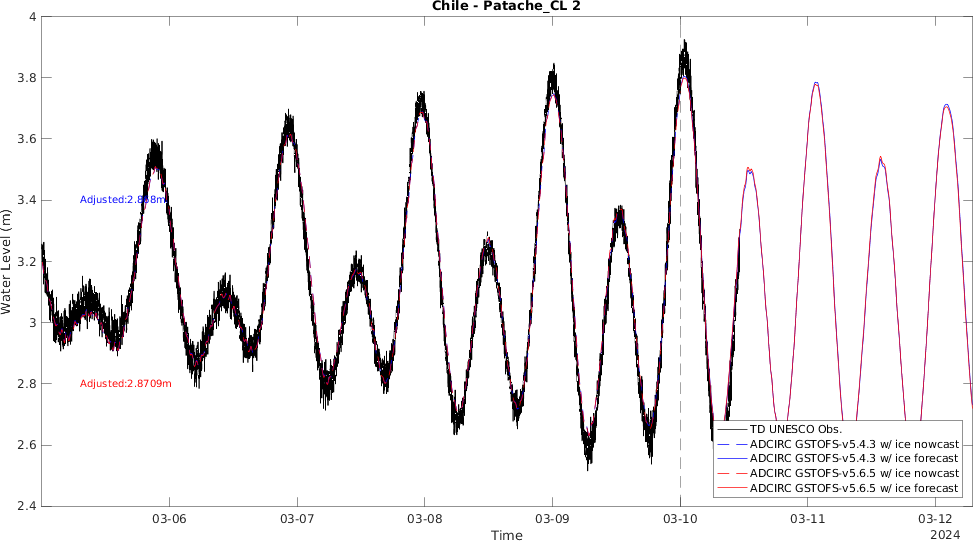 Chile - Patache_CL 2
4
3.8
3.6
3.4
3.2
3
2.8
2.6
2.4
Water Level (m)
Adjusted:2.868m
Adjusted:2.8709m
TD UNESCO Obs.
ADCIRC GSTOFS-v5.4.3 w/ ice nowcast
ADCIRC GSTOFS-v5.4.3 w/ ice forecast
ADCIRC GSTOFS-v5.6.5 w/ ice nowcast
ADCIRC GSTOFS-v5.6.5 w/ ice forecast
03-06 03-07 03-08 03-09 03-10 03-11 03-12
Time
2024